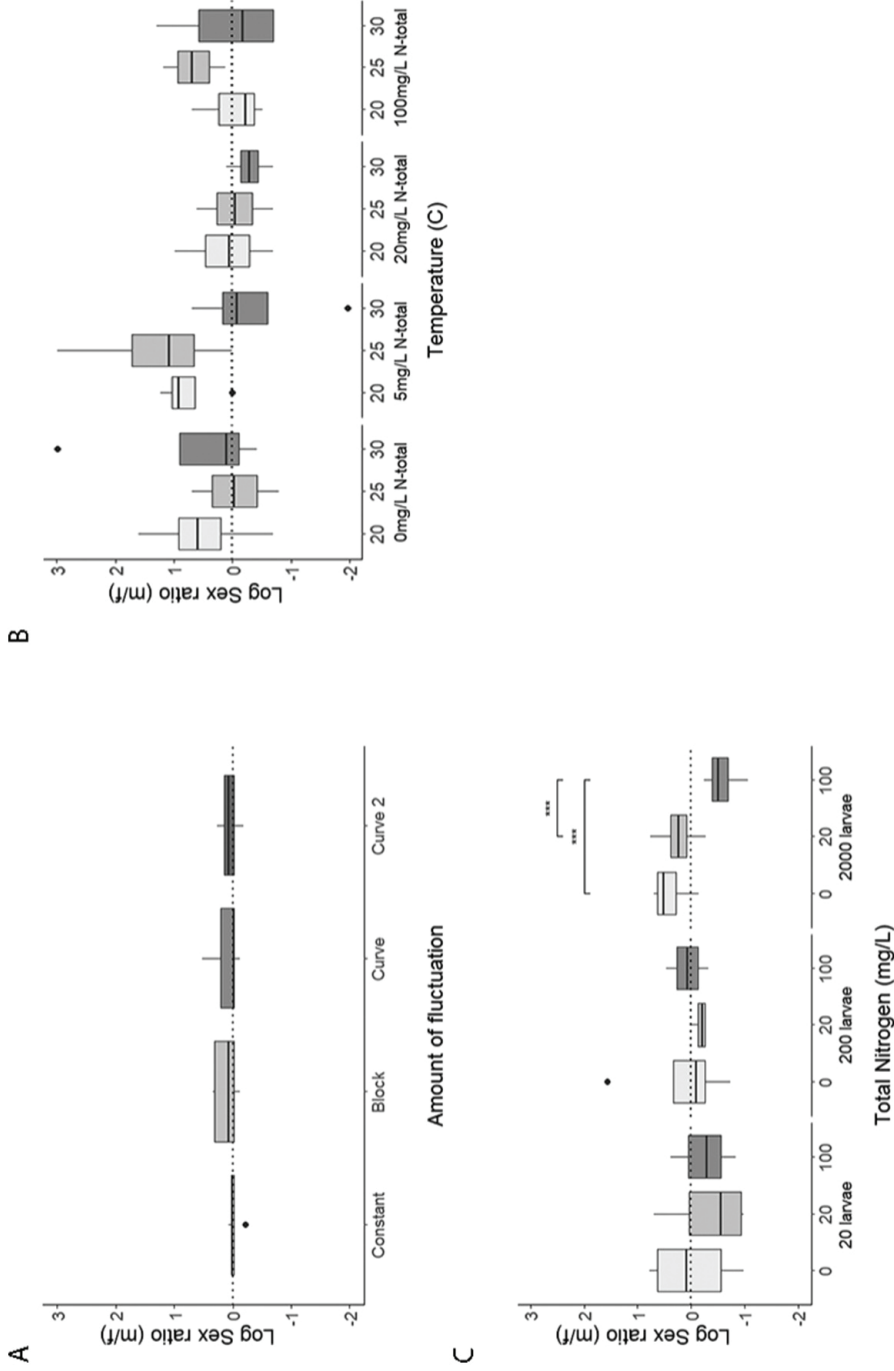 A
Log Sex ratio (m/f)
3
2
1
0
-1
-2
Constant Block Curve Curve 2
Amount of fluctuation
B
Log Sex ratio (m/f)
3
2
1
0
-1
-2
20 25 30 20 25 30 20 25 30 20 25 30
0mg/L N-total 5mg/L N-total 20mg/L N-total 100mg/L N-total
Temperature (C)
C
Log Sex ratio (m/f)
3
2
1
0
-1
-2
***
***
0 20 100 0 20 100 0 20 100
20 larvae 200 larvae 2000 larvae
Total Nitrogen (mg/L)